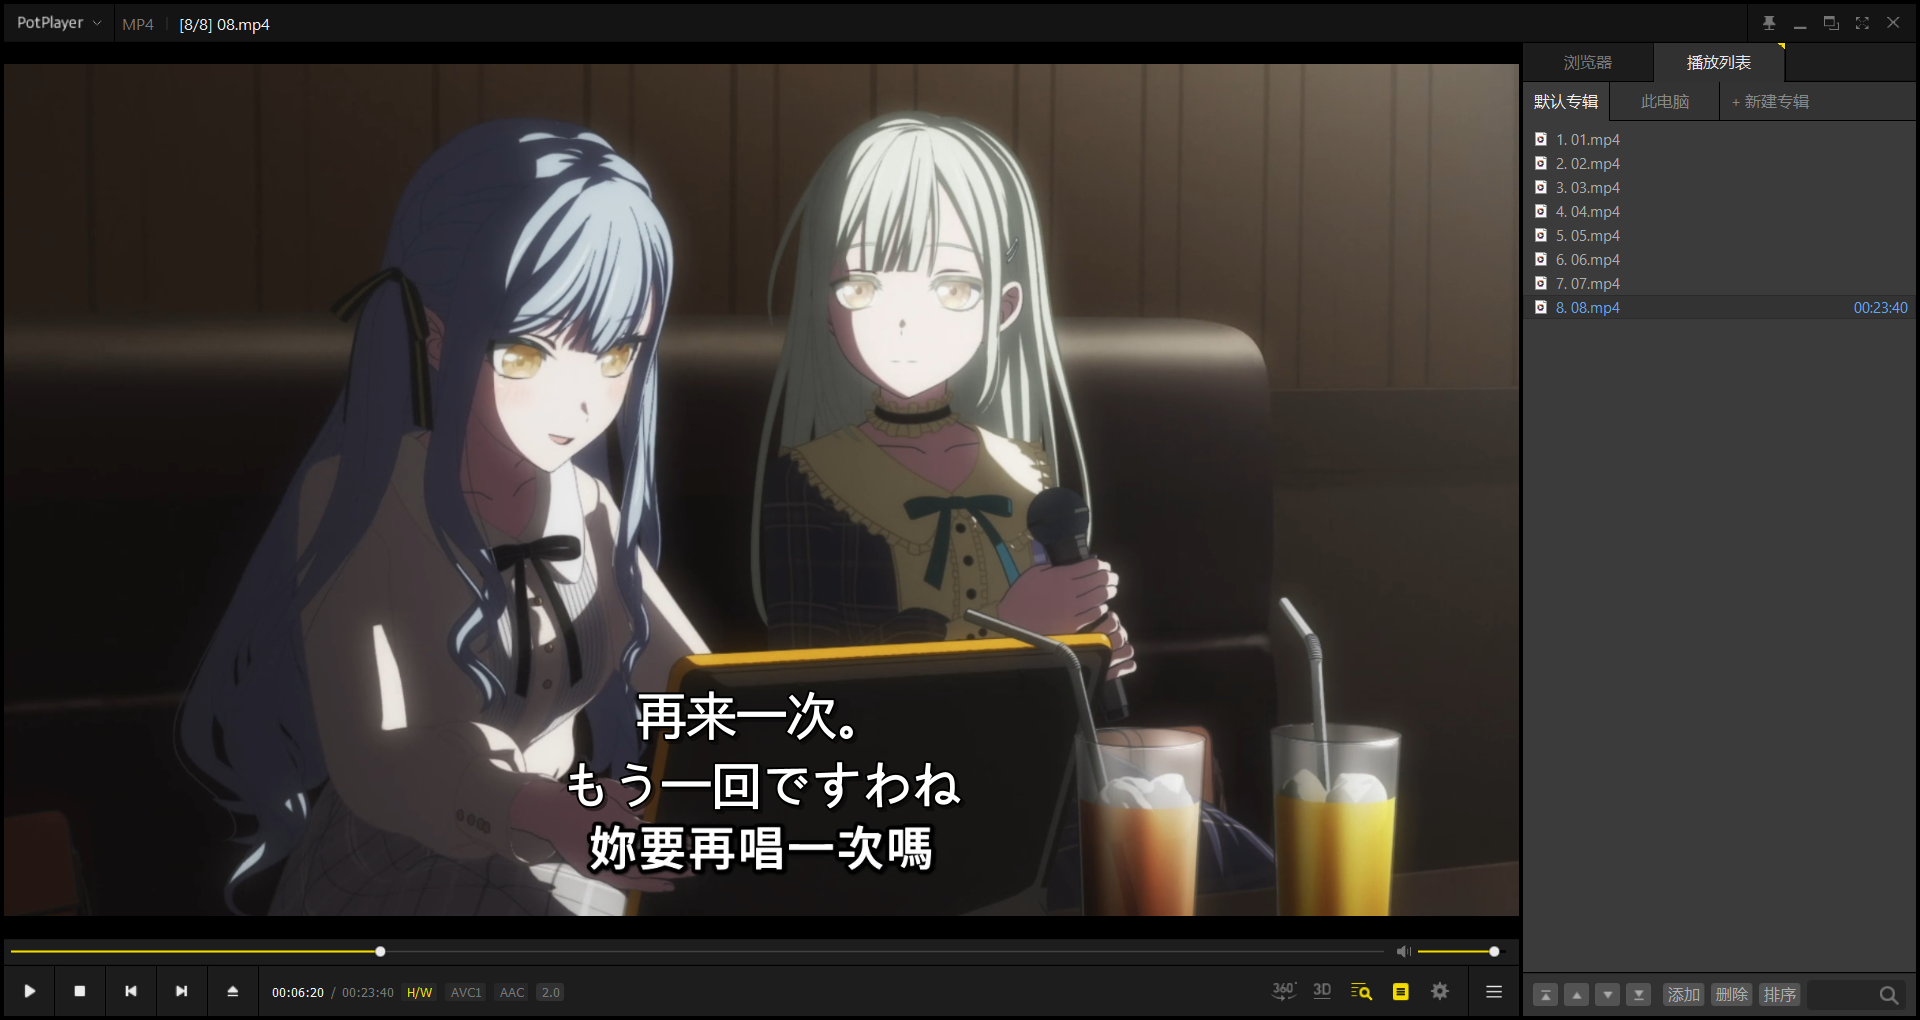 PotPlayer MP4 [8/8] 08.mp4
浏览器 播放列表
默认专辑 此电脑 + 新建专辑
1. 01.mp4
2. 02.mp4
3. 03.mp4
4. 04.mp4
5. 05.mp4
6. 06.mp4
7. 07.mp4
8. 08.mp4 00:23:40
再来一次。
もう一回ですわね
妳要再唱一次嗎
00:06:20 / 00:23:40 H/W AVC1 AAC 2.0 360° 3D
添加 删除 排序